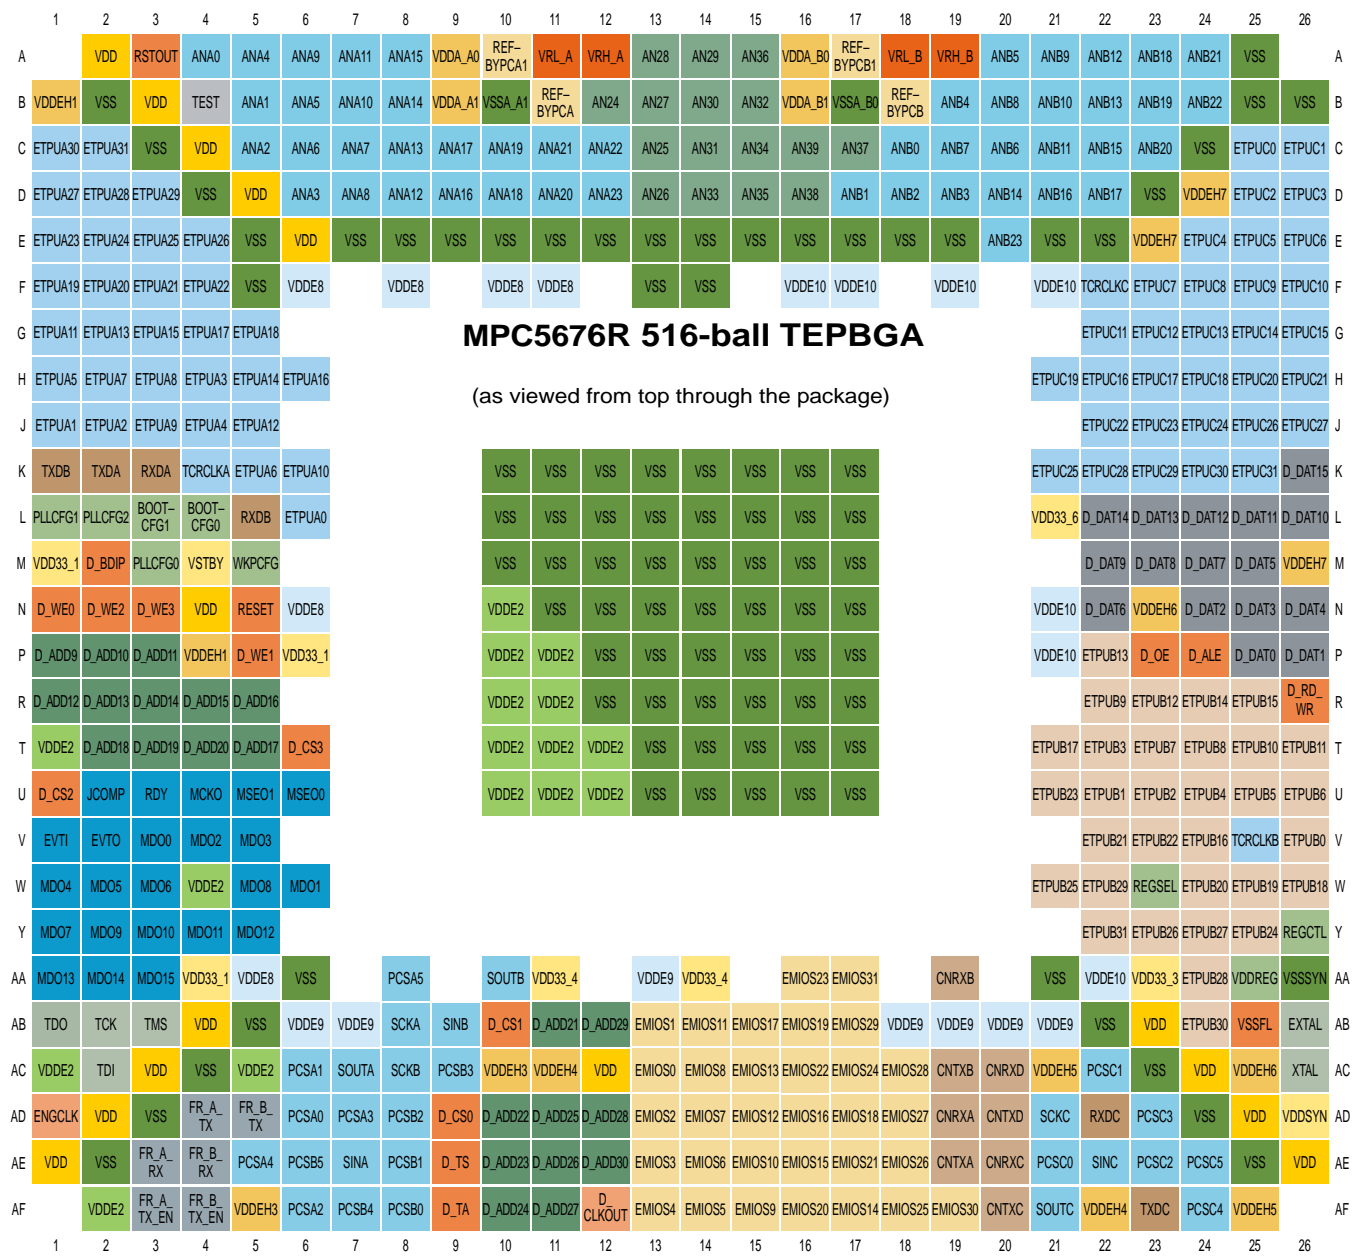 1 2 3 4 5 6 7 8 9 10 11 12 13 14 15 16 17 18 19 20 21 22 23 24 25 26
A VDD RSTOUT ANA0 ANA4 ANA9 ANA11 ANA15 VDDA_A0 REF–BYPCA1 VRL_A VRH_A AN28 AN29 AN36 VDDA_B0 REF–BYPCB1 VRL_B VRH_B ANB5 ANB9 ANB12 ANB18 ANB21 VSS A
B VDDEH1 VSS VDD TEST ANA1 ANA5 ANA10 ANA14 VDDA_A1 VSSA_A1 REF–BYPCA AN24 AN27 AN30 AN32 VDDA_B1 VSSA_B0 REF–BYPCB ANB4 ANB8 ANB10 ANB13 ANB19 ANB22 VSS VSS B
C ETPUA30 ETPUA31 VSS VDD ANA2 ANA6 ANA7 ANA13 ANA17 ANA19 ANA21 ANA22 AN25 AN31 AN34 AN39 AN37 ANB0 ANB7 ANB6 ANB11 ANB15 ANB20 VSS ETPUC0 ETPUC1 C
D ETPUA27 ETPUA28 ETPUA29 VSS VDD ANA3 ANA8 ANA12 ANA16 ANA18 ANA20 ANA23 AN26 AN33 AN35 AN38 ANB1 ANB2 ANB3 ANB14 ANB16 ANB17 VSS VDDEH7 ETPUC2 ETPUC3 D
E ETPUA23 ETPUA24 ETPUA25 ETPUA26 VSS VDD VSS VSS VSS VSS VSS VSS VSS VSS VSS VSS VSS VSS VSS ANB23 VSS VSS VDDEH7 ETPUC4 ETPUC5 ETPUC6 E
F ETPUA19 ETPUA20 ETPUA21 ETPUA22 VSS VDDE8 VDDE8 VDDE8 VDDE8 VSS VSS VDDE10 VDDE10 VDDE10 VDDE10 TCRCLKC ETPUC7 ETPUC8 ETPUC9 ETPUC10 F
G ETPUA11 ETPUA13 ETPUA15 ETPUA17 ETPUA18 MPC5676R 516-ball TEPBGA ETPUC11 ETPUC12 ETPUC13 ETPUC14 ETPUC15 G
H ETPUA5 ETPUA7 ETPUA8 ETPUA3 ETPUA14 ETPUA16 (as viewed from top through the package) ETPUC19 ETPUC16 ETPUC17 ETPUC18 ETPUC20 ETPUC21 H
J ETPUA1 ETPUA2 ETPUA9 ETPUA4 ETPUA12 ETPUC22 ETPUC23 ETPUC24 ETPUC26 ETPUC27 J
K TXDB TXDA RXDA TCRCLKA ETPUA6 ETPUA10 VSS VSS VSS VSS VSS VSS VSS VSS ETPUC25 ETPUC28 ETPUC29 ETPUC30 ETPUC31 D_DAT15 K
L PLLCFG1 PLLCFG2 BOOT–CFG1 BOOT–CFG0 RXDB ETPUA0 VSS VSS VSS VSS VSS VSS VSS VSS VDD33_6 D_DAT14 D_DAT13 D_DAT12 D_DAT11 D_DAT10 L
M VDD33_1 D_BDIP PLLCFG0 VSTBY WKPCFG VSS VSS VSS VSS VSS VSS VSS VSS D_DAT9 D_DAT8 D_DAT7 D_DAT5 VDDEH7 M
N D_WE0 D_WE2 D_WE3 VDD RESET VDDE8 VDDE2 VSS VSS VSS VSS VSS VSS VSS VDDE10 D_DAT6 VDDEH6 D_DAT2 D_DAT3 D_DAT4 N
P D_ADD9 D_ADD10 D_ADD11 VDDEH1 D_WE1 VDD33_1 VDDE2 VDDE2 VSS VSS VSS VSS VSS VSS VDDE10 ETPUB13 D_OE D_ALE D_DAT0 D_DAT1 P
R D_ADD12 D_ADD13 D_ADD14 D_ADD15 D_ADD16 VDDE2 VDDE2 VSS VSS VSS VSS VSS VSS ETPUB9 ETPUB12 ETPUB14 ETPUB15 D_RD_WR R
T VDDE2 D_ADD18 D_ADD19 D_ADD20 D_ADD17 D_CS3 VDDE2 VDDE2 VDDE2 VSS VSS VSS VSS VSS ETPUB17 ETPUB3 ETPUB7 ETPUB8 ETPUB10 ETPUB11 T
U D_CS2 JCOMP RDY MCKO MSEO1 MSEO0 VDDE2 VDDE2 VDDE2 VSS VSS VSS VSS VSS ETPUB23 ETPUB1 ETPUB2 ETPUB4 ETPUB5 ETPUB6 U
V EVTI EVTO MDO0 MDO2 MDO3 ETPUB21 ETPUB22 ETPUB16 TCRCLKB ETPUB0 V
W MDO4 MDO5 MDO6 VDDE2 MDO8 MDO1 ETPUB25 ETPUB29 REGSEL ETPUB20 ETPUB19 ETPUB18 W
Y MDO7 MDO9 MDO10 MDO11 MDO12 ETPUB31 ETPUB26 ETPUB27 ETPUB24 REGCTL Y
AA MDO13 MDO14 MDO15 VDD33_1 VDDE8 VSS PCSA5 SOUTB VDD33_4 VDDE9 VDD33_4 EMIOS23 EMIOS31 CNRXB VSS VDDE10 VDD33_3 ETPUB28 VDDREG VSSSYN AA
AB TDO TCK TMS VDD VSS VDDE9 VDDE9 SCKA SINB D_CS1 D_ADD21 D_ADD29 EMIOS1 EMIOS11 EMIOS17 EMIOS19 EMIOS29 VDDE9 VDDE9 VDDE9 VDDE9 VSS VDD ETPUB30 VSSFL EXTAL AB
AC VDDE2 TDI VDD VSS VDDE2 PCSA1 SOUTA SCKB PCSB3 VDDEH3 VDDEH4 VDD EMIOS0 EMIOS8 EMIOS13 EMIOS22 EMIOS24 EMIOS28 CNTXB CNRXD VDDEH5 PCSC1 VSS VDD VDDEH6 XTAL AC
AD ENGCLK VDD VSS FR_A_TX FR_B_TX PCSA0 PCSA3 PCSB2 D_CS0 D_ADD22 D_ADD25 D_ADD28 EMIOS2 EMIOS7 EMIOS12 EMIOS16 EMIOS18 EMIOS27 CNRXA CNTXD SCKC RXDC PCSC3 VSS VDD VDDSYN AD
AE VDD VSS FR_A_RX FR_B_RX PCSA4 PCSB5 SINA PCSB1 D_TS D_ADD23 D_ADD26 D_ADD30 EMIOS3 EMIOS6 EMIOS10 EMIOS15 EMIOS21 EMIOS26 CNTXA CNRXC PCSC0 SINC PCSC2 PCSC5 VSS VDD AE
AF VDDE2 FR_A_TX_EN FR_B_TX_EN VDDEH3 PCSA2 PCSB4 PCSB0 D_TA D_ADD24 D_ADD27 D_CLKOUT EMIOS4 EMIOS5 EMIOS9 EMIOS20 EMIOS14 EMIOS25 EMIOS30 CNTXC SOUTC VDDEH4 TXDC PCSC4 VDDEH5 AF
1 2 3 4 5 6 7 8 9 10 11 12 13 14 15 16 17 18 19 20 21 22 23 24 25 26